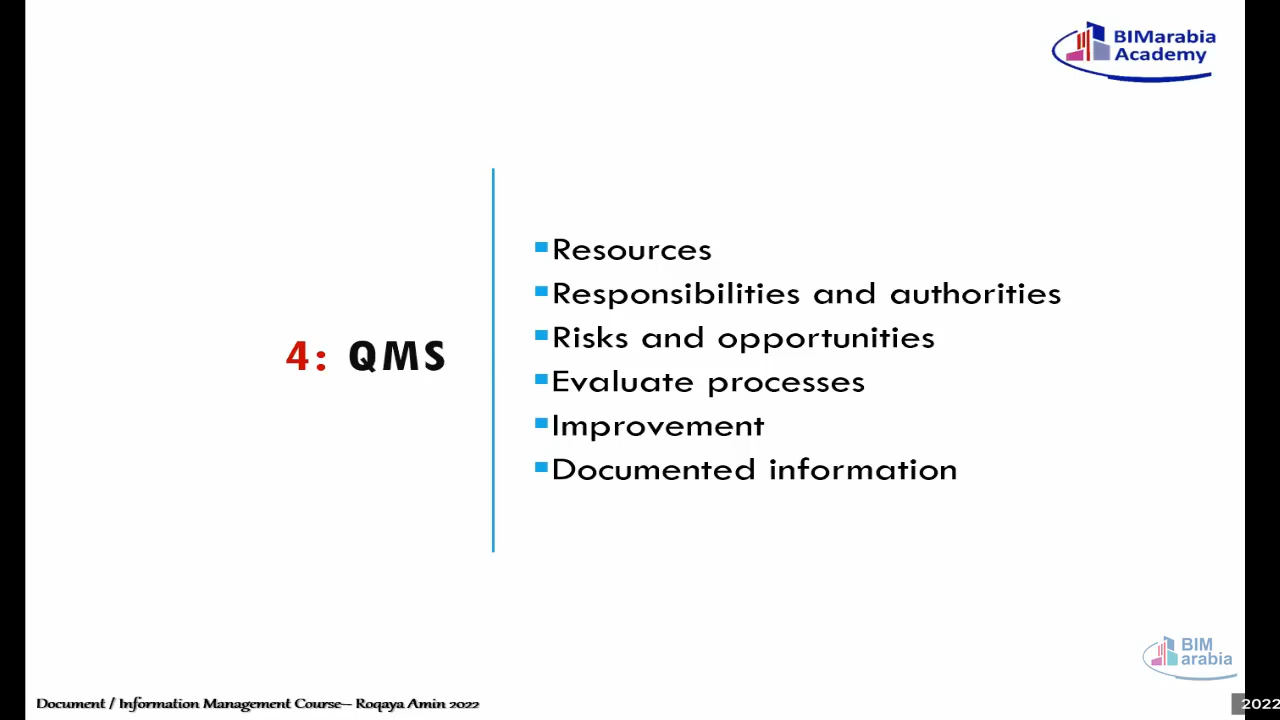 BIMarabia
Academy
4: QMS
Resources
Responsibilities and authorities
Risks and opportunities
Evaluate processes
Improvement
Documented information
BIM
arabia
Document / Information Management Course-- Roqaya Amin 2022
2022